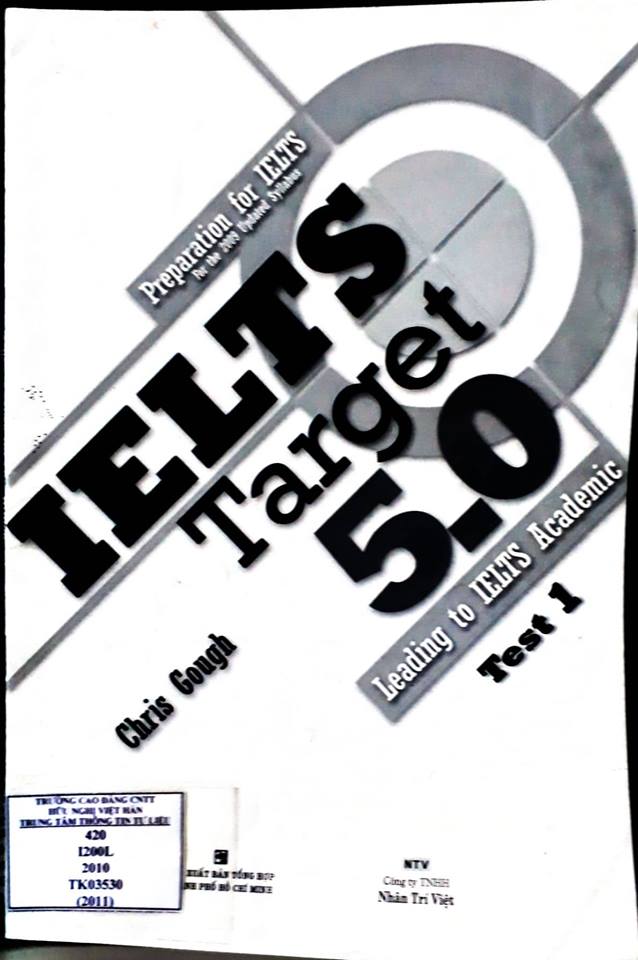 Preparation for IELTS
For the 2009 Updated Syllabus
IELTS
Target
5.0
Leading to IELTS Academic
Test 1
Chris Gough
TRƯỜNG CAO ĐẲNG CNTT
HỮU NGHỊ VIỆT HÀN
TRUNG TÂM THÔNG TIN TƯ LIỆU
420
I200L
2010
TK03530
(2011)
XUẤT BẢN TỔNG HỢP
PHỐ HỒ CHÍ MINH
NTV
Công ty TNHH
Nhân Trí Việt